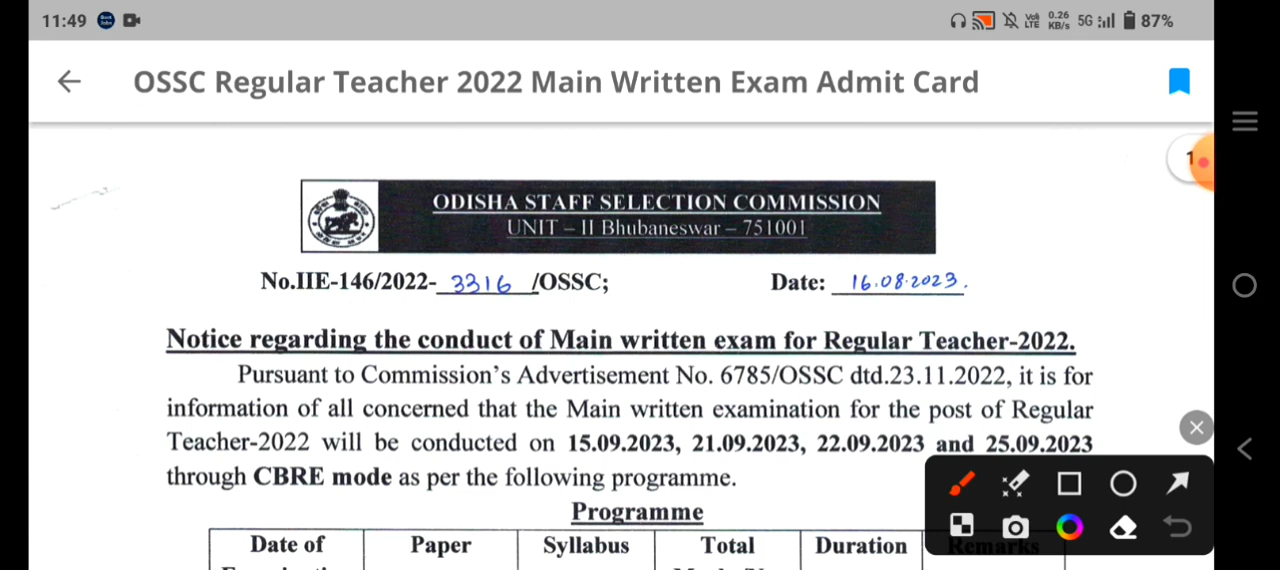 11:49 Vo) LTE 0.26 KB/s 5G 87%
OSSC Regular Teacher 2022 Main Written Exam Admit Card
1
ODISHA STAFF SELECTION COMMISSION
UNIT – II Bhubaneswar – 751001
No.IIE-146/2022- 3316 /OSSC; Date: 16.08.2023.
Notice regarding the conduct of Main written exam for Regular Teacher-2022.
Pursuant to Commission's Advertisement No. 6785/OSSC dtd.23.11.2022, it is for
information of all concerned that the Main written examination for the post of Regular
Teacher-2022 will be conducted on 15.09.2023, 21.09.2023, 22.09.2023 and 25.09.2023
through CBRE mode as per the following programme.
Programme
Date of Paper Syllabus Total Duration Remarks